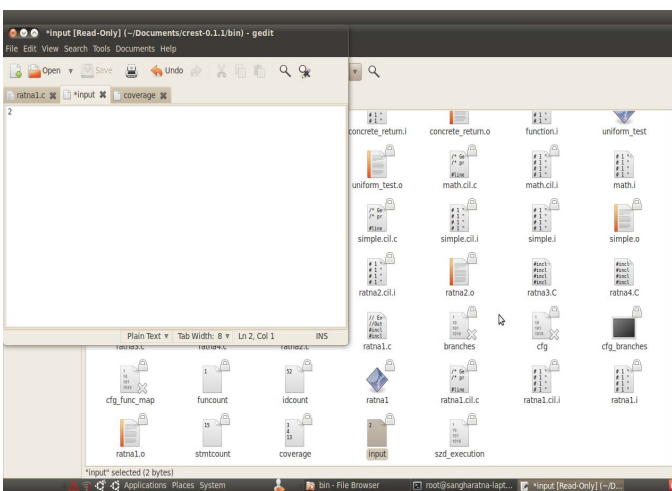 *input [Read-Only] (~/Documents/crest-0.1.1/bin) - gedit
File Edit View Search Tools Documents Help
Open Save Undo
ratna1.c *input coverage
2
Plain Text Tab Width: 8 Ln 2, Col 1 INS
concrete_return.i concrete_return.o function.i uniform_test
uniform_test.o math.cil.c math.cil.i math.i
simple.cil.c simple.cil.i simple.i simple.o
ratna2.cil.i ratna2.o ratna3.C ratna4.C
ratna3.c ratna4.c ratna2.c ratna1.c branches cfg cfg_branches
cfg_func_map funcount idcount ratna1 ratna1.cil.c ratna1.cil.i ratna1.i
ratna1.o stmtcount coverage input szd_execution
"input" selected (2 bytes)
Applications Places System bin - File Browser root@sangharatna-lapt... *input [Read-Only] (~/D...